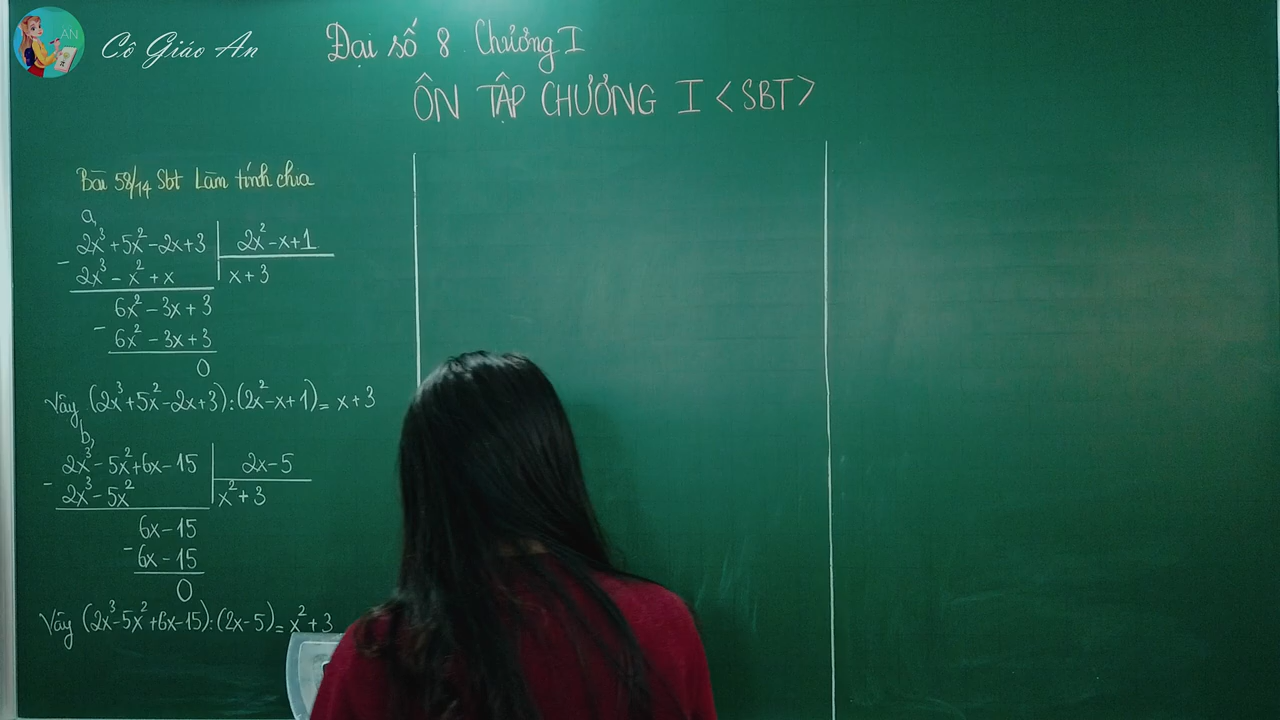 AN
Cô Giáo An
Đại số 8 Chương I
ÔN TẬP CHƯƠNG I <SBT>
Bài 58/14 Sbt Làm tính chia
a,
2x³+5x²-2x+3 | 2x²-x+1
- 2x³ - x² + x | x+3
6x² - 3x + 3
- 6x² - 3x + 3
0
Vậy (2x³+5x²-2x+3):(2x²-x+1)= x+3
b,
2x³-5x²+6x-15 | 2x-5
- 2x³-5x² | x²+3
6x-15
- 6x-15
0
Vậy (2x³-5x²+6x-15):(2x-5)= x²+3